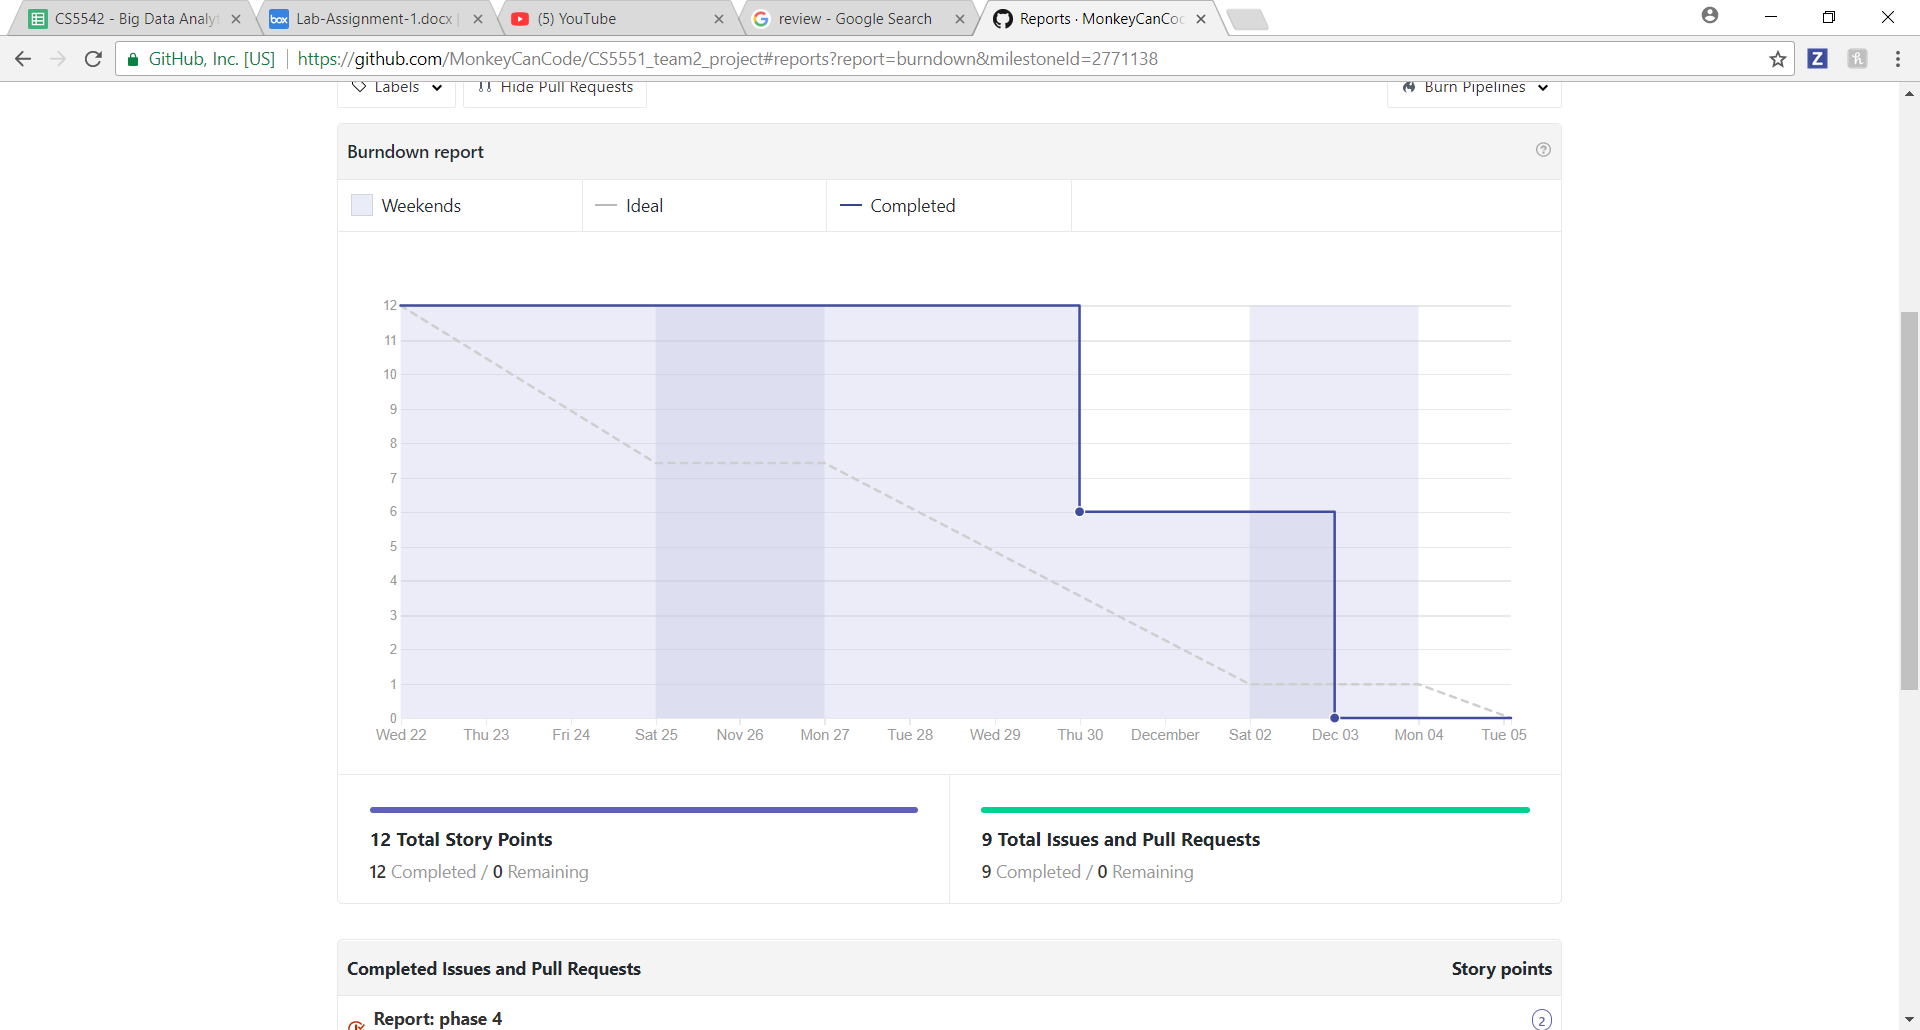 CS5542 - Big Data Analyt
Lab-Assignment-1.docx
(5) YouTube
review - Google Search
Reports · MonkeyCanCo
GitHub, Inc. [US]
https://github.com/MonkeyCanCode/CS5551_team2_project#reports?report=burndown&milestoneId=2771138
Labels
Hide Pull Requests
Burn Pipelines
Burndown report
Weekends
Ideal
Completed
12
11
10
9
8
7
6
5
4
3
2
1
0
Wed 22 Thu 23 Fri 24 Sat 25 Nov 26 Mon 27 Tue 28 Wed 29 Thu 30 December Sat 02 Dec 03 Mon 04 Tue 05
12 Total Story Points
12 Completed / 0 Remaining
9 Total Issues and Pull Requests
9 Completed / 0 Remaining
Completed Issues and Pull Requests
Story points
Report: phase 4
2